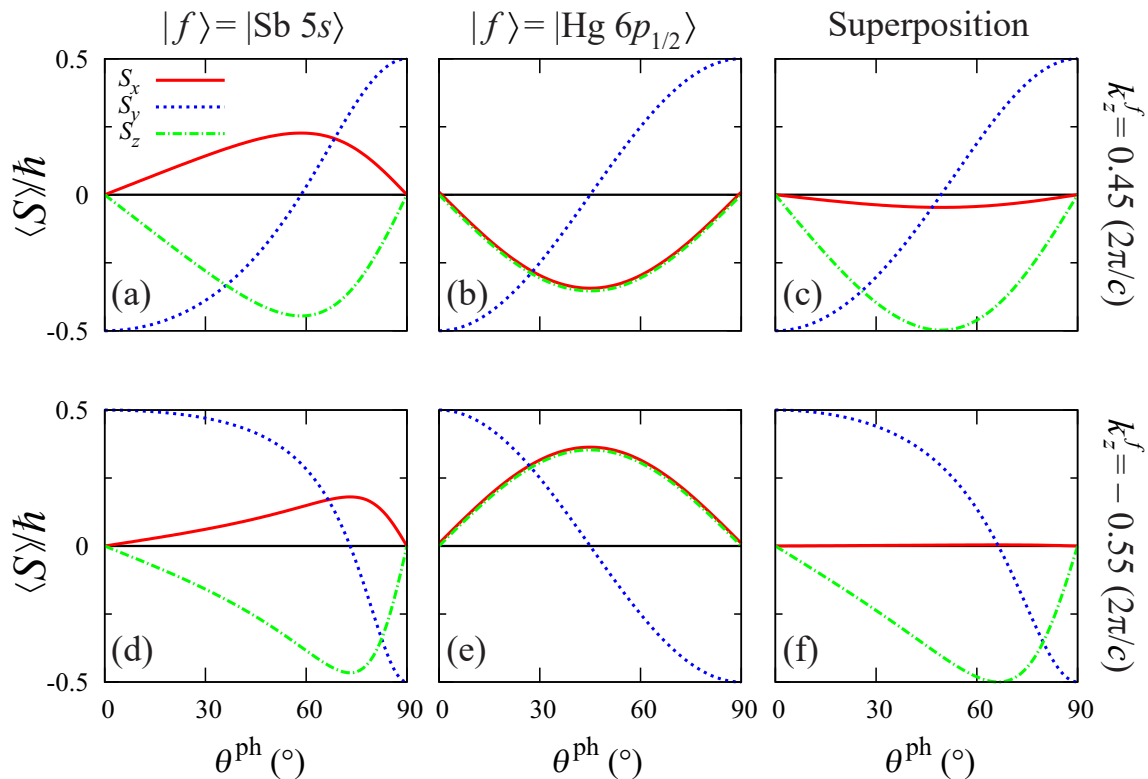 |f⟩=|Sb 5s⟩
|f⟩=|Hg 6p1/2⟩
Superposition
0.5
0
-0.5
⟨S⟩/ħ
Sx
Sy
Sz
(a)
(b)
(c)
kzf=0.45 (2π/c)
0.5
0
-0.5
⟨S⟩/ħ
(d)
(e)
(f)
kzf=−0.55 (2π/c)
0 30 60 90
0 30 60 90
0 30 60 90
θph (°)
θph (°)
θph (°)